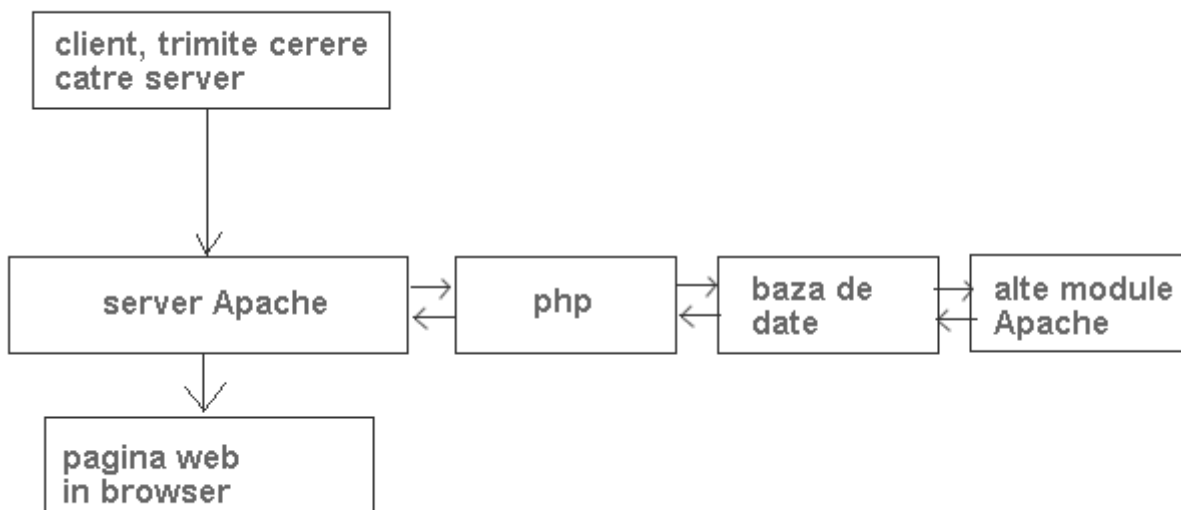 client, trimite cerere
catre server
server Apache
php
baza de
date
alte module
Apache
pagina web
in browser